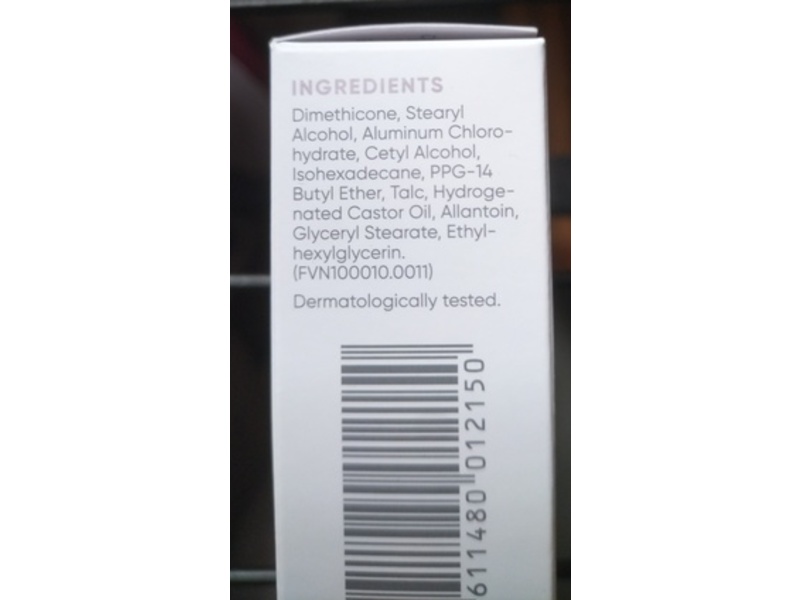 INGREDIENTS
Dimethicone, Stearyl
Alcohol, Aluminum Chloro-
hydrate, Cetyl Alcohol,
Isohexadecane, PPG-14
Butyl Ether, Talc, Hydroge-
nated Castor Oil, Allantoin,
Glyceryl Stearate, Ethyl-
hexylglycerin.
(FVN100010.0011)
Dermatologically tested.
611480 012150